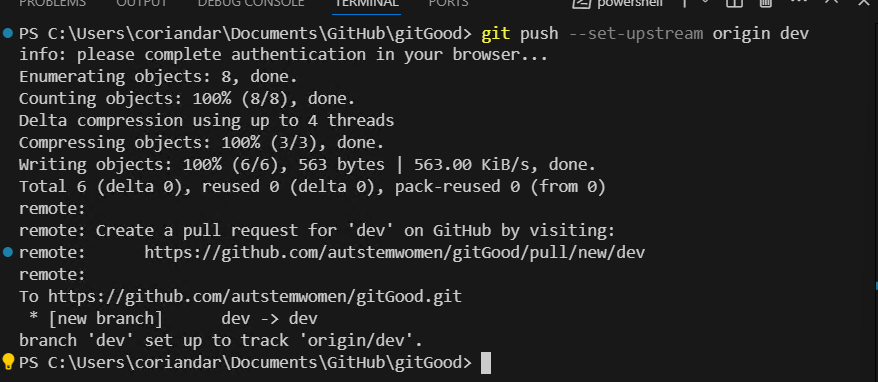 PROBLEMS OUTPUT DEBUG CONSOLE TERMINAL PORTS powershell
PS C:\Users\coriandar\Documents\GitHub\gitGood> git push --set-upstream origin dev
info: please complete authentication in your browser...
Enumerating objects: 8, done.
Counting objects: 100% (8/8), done.
Delta compression using up to 4 threads
Compressing objects: 100% (3/3), done.
Writing objects: 100% (6/6), 563 bytes | 563.00 KiB/s, done.
Total 6 (delta 0), reused 0 (delta 0), pack-reused 0 (from 0)
remote:
remote: Create a pull request for 'dev' on GitHub by visiting:
remote:      https://github.com/autstemwomen/gitGood/pull/new/dev
remote:
To https://github.com/autstemwomen/gitGood.git
 * [new branch]      dev -> dev
branch 'dev' set up to track 'origin/dev'.
PS C:\Users\coriandar\Documents\GitHub\gitGood>